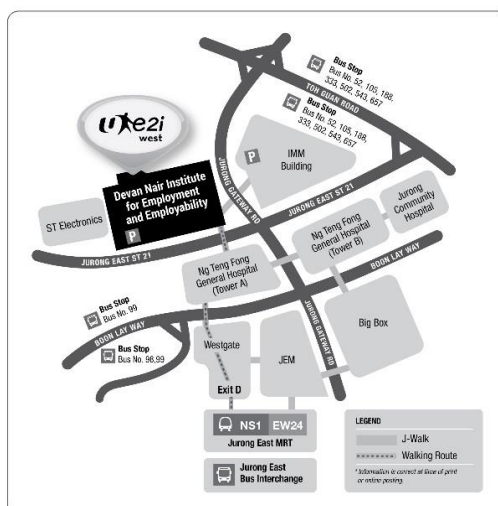 Bus Stop
Bus No. 52, 105, 188,
333, 502, 543, 657
TOH GUAN ROAD
Bus Stop
Bus No. 52, 105, 188,
333, 502, 543, 657
e2i
west
P
IMM
Building
JURONG GATEWAY RD
Devan Nair Institute
for Employment
and Employability
P
ST Electronics
JURONG EAST ST 21
JURONG EAST ST 21
Jurong
Community
Hospital
Ng Teng Fong
General Hospital
(Tower B)
Ng Teng Fong
General Hospital
(Tower A)
BOON LAY WAY
Bus Stop
Bus No. 99
BOON LAY WAY
Bus Stop
Bus No. 98,99
JURONG GATEWAY RD
Big Box
Westgate
JEM
Exit D
NS1 EW24
Jurong East MRT
Jurong East
Bus Interchange
LEGEND
J-Walk
Walking Route
* Information is correct at time of print
or online posting.